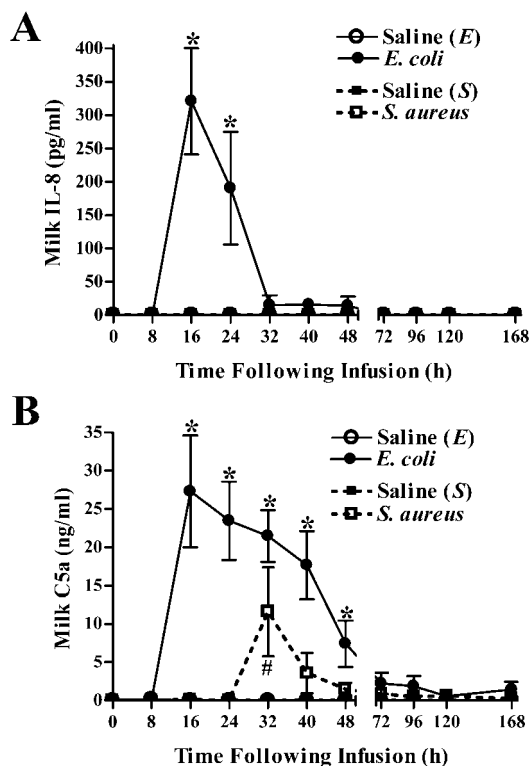 A
Milk IL-8 (pg/ml)
400
350
300
250
200
150
100
50
0
* *
Saline (E)
E. coli
Saline (S)
S. aureus
0 8 16 24 32 40 48 72 96 120 168
Time Following Infusion (h)
B
Milk C5a (ng/ml)
35
30
25
20
15
10
5
0
* * * * *
#
Saline (E)
E. coli
Saline (S)
S. aureus
0 8 16 24 32 40 48 72 96 120 168
Time Following Infusion (h)